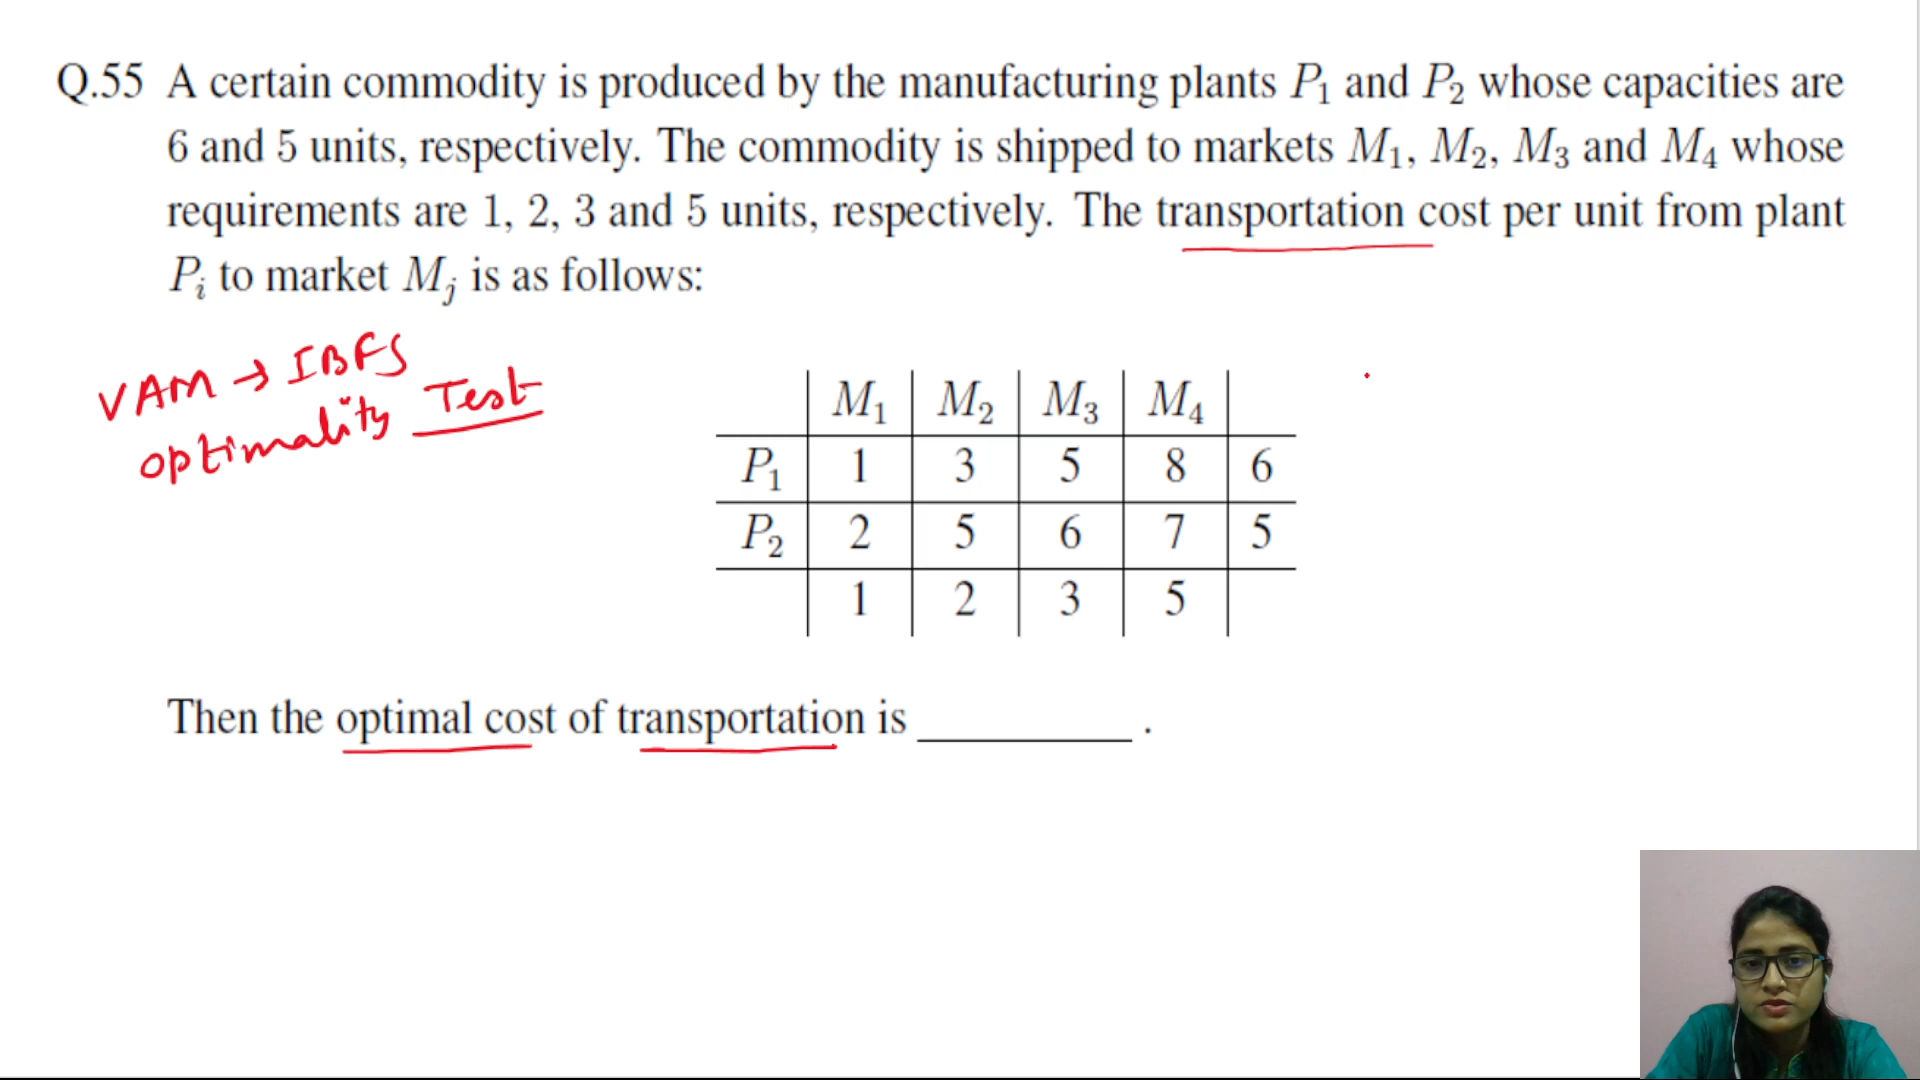 Q.55 A certain commodity is produced by the manufacturing plants P₁ and P₂ whose capacities are
6 and 5 units, respectively. The commodity is shipped to markets M₁, M₂, M₃ and M₄ whose
requirements are 1, 2, 3 and 5 units, respectively. The transportation cost per unit from plant
Pᵢ to market Mⱼ is as follows:
VAM → IBFS
optimality Test
M₁ M₂ M₃ M₄
P₁ 1 3 5 8 6
P₂ 2 5 6 7 5
1 2 3 5
Then the optimal cost of transportation is __________ .